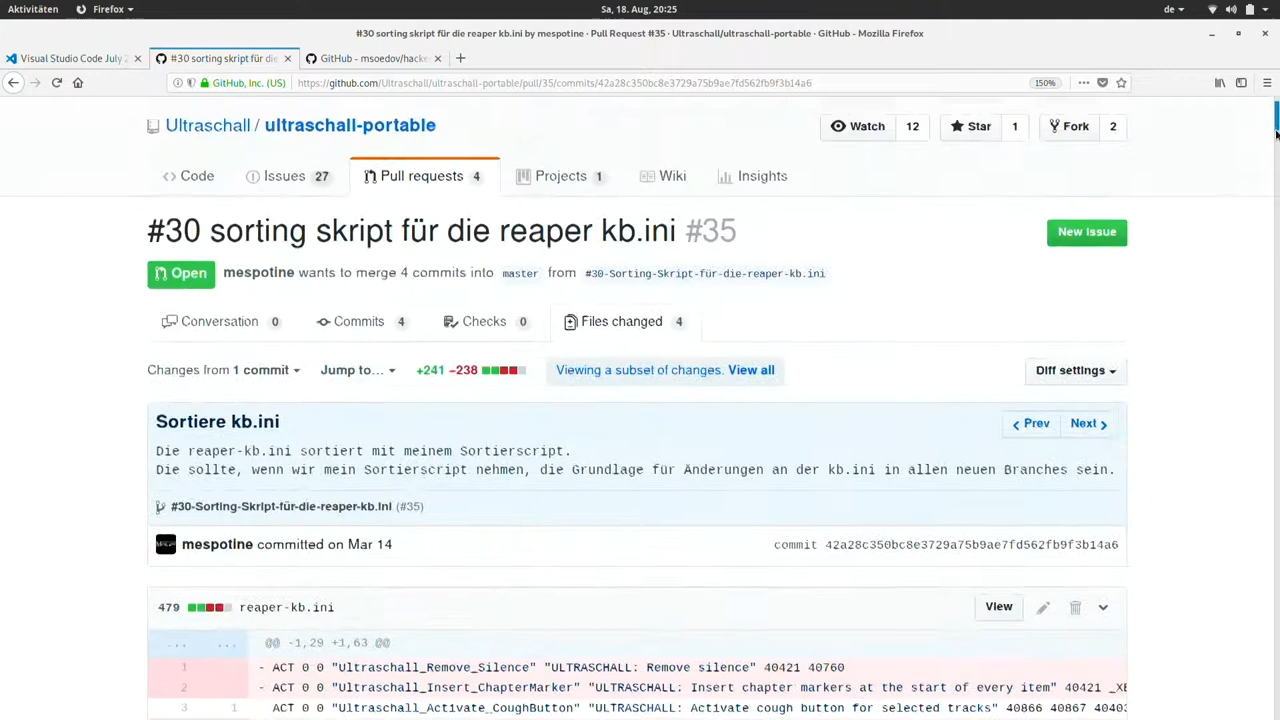 Aktivitäten Firefox Sa, 18. Aug, 20:25 de
#30 sorting skript für die reaper kb.ini by mespotine · Pull Request #35 · Ultraschall/ultraschall-portable · GitHub - Mozilla Firefox
Visual Studio Code July 2 #30 sorting skript für die GitHub - msoedov/hacke
GitHub, Inc. (US) https://github.com/Ultraschall/ultraschall-portable/pull/35/commits/42a28c350bc8e3729a75b9ae7fd562fb9f3b14a6 150%
Ultraschall / ultraschall-portable Watch 12 Star 1 Fork 2
Code Issues 27 Pull requests 4 Projects 1 Wiki Insights
#30 sorting skript für die reaper kb.ini #35 New issue
Open mespotine wants to merge 4 commits into master from #30-Sorting-Skript-für-die-reaper-kb.ini
Conversation 0 Commits 4 Checks 0 Files changed 4
Changes from 1 commit Jump to... +241 −238 Viewing a subset of changes. View all Diff settings
Sortiere kb.ini Prev Next
Die reaper-kb.ini sortiert mit meinem Sortierscript.
Die sollte, wenn wir mein Sortierscript nehmen, die Grundlage für Änderungen an der kb.ini in allen neuen Branches sein.
#30-Sorting-Skript-für-die-reaper-kb.ini (#35)
mespotine committed on Mar 14 commit 42a28c350bc8e3729a75b9ae7fd562fb9f3b14a6
479 reaper-kb.ini View
... ... @@ -1,29 +1,63 @@
1 - ACT 0 0 "Ultraschall_Remove_Silence" "ULTRASCHALL: Remove silence" 40421 40760
2 - ACT 0 0 "Ultraschall_Insert_ChapterMarker" "ULTRASCHALL: Insert chapter markers at the start of every item" 40421 _XE
3 1 ACT 0 0 "Ultraschall_Activate_CoughButton" "ULTRASCHALL: Activate cough button for selected tracks" 40866 40867 40403